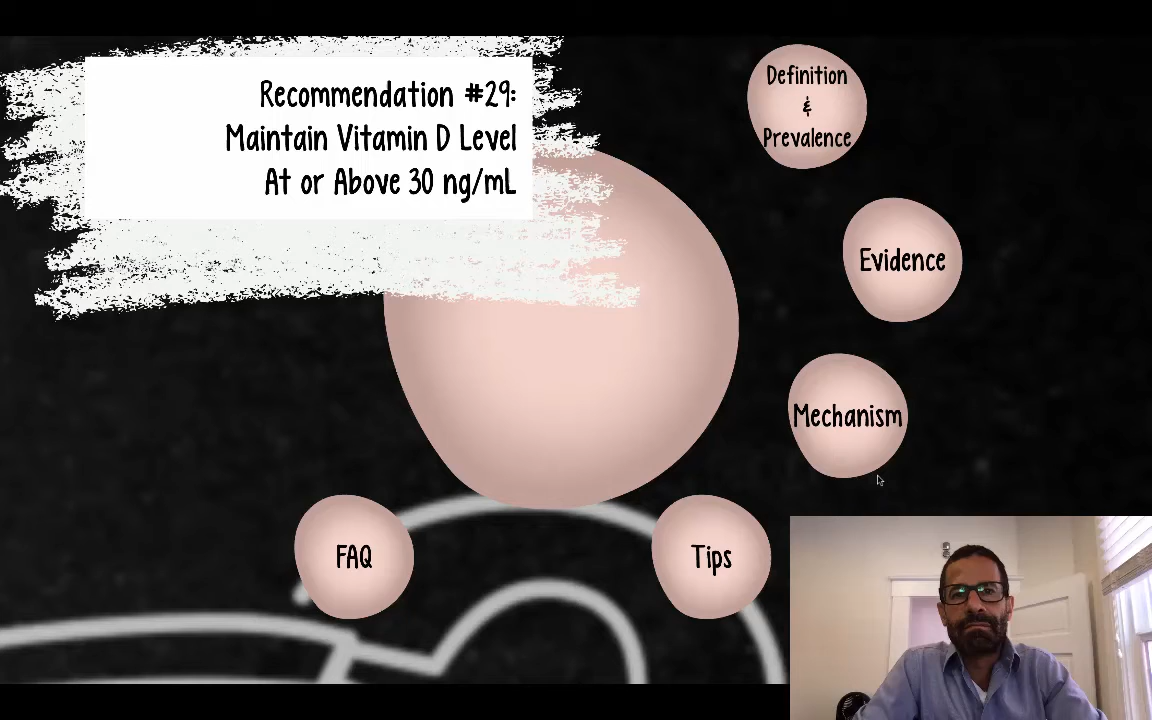 Recommendation #29:
Maintain Vitamin D Level
At or Above 30 ng/mL
Definition
&
Prevalence
Evidence
Mechanism
FAQ
Tips